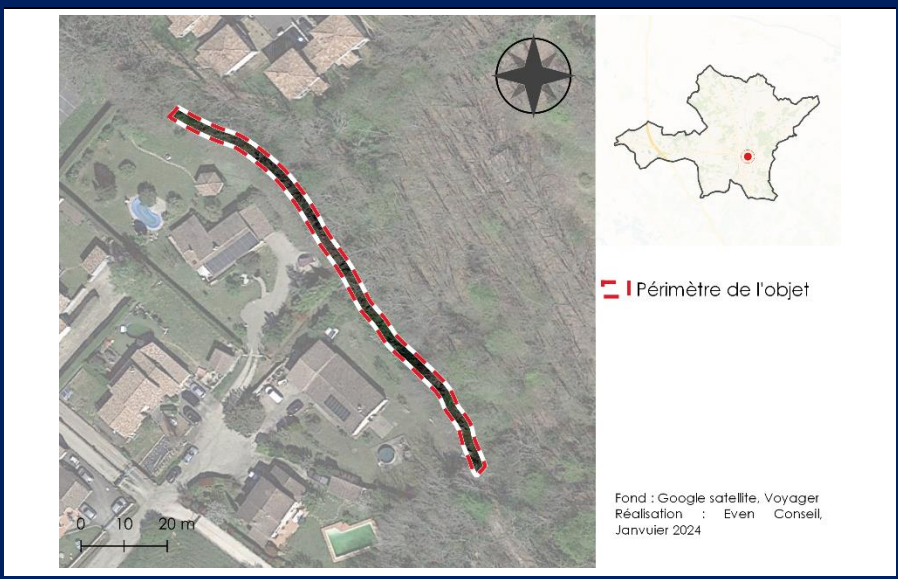 Périmètre de l'objet
0 10 20 m
Fond : Google satellite, Voyager
Réalisation : Even Conseil,
Janvuier 2024